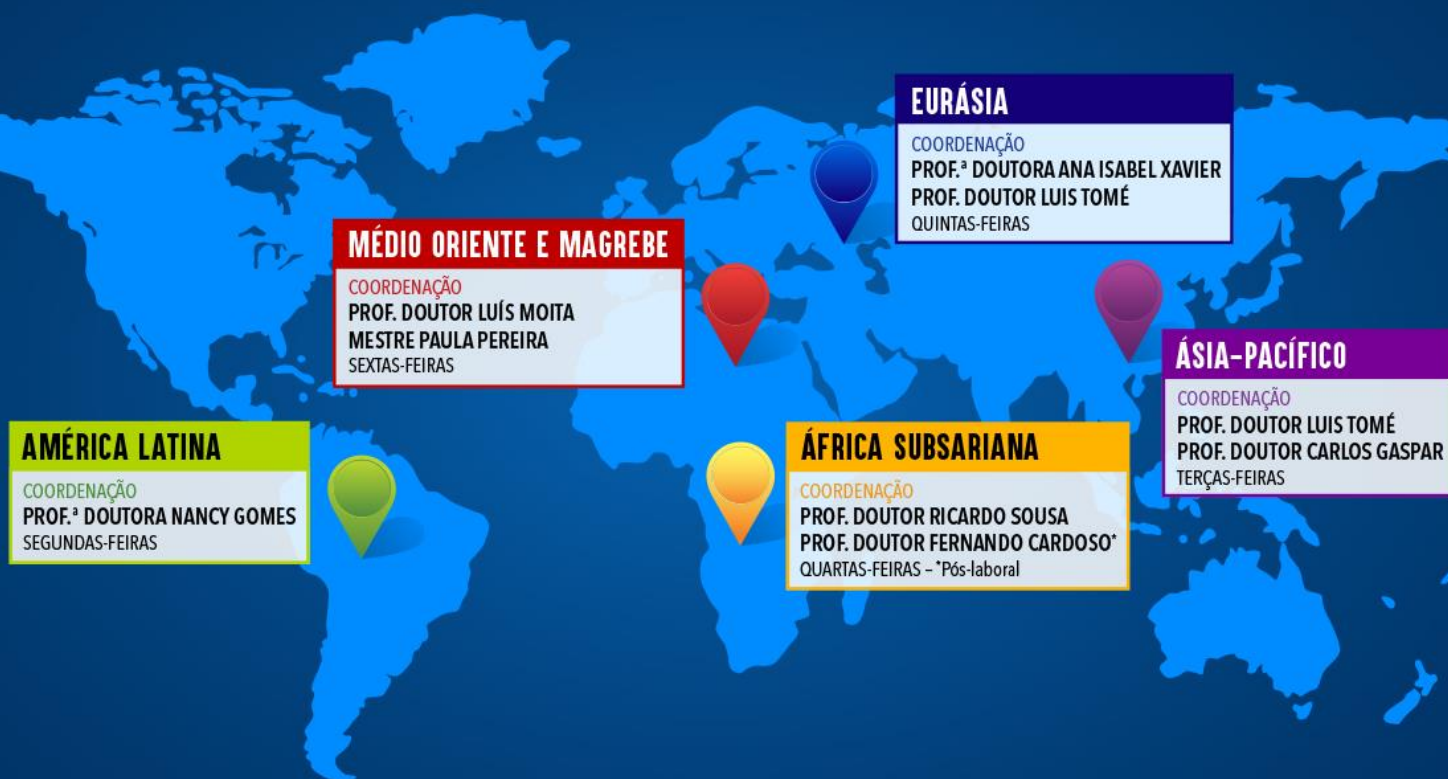 EURÁSIA
COORDENAÇÃO
PROF.ª DOUTORA ANA ISABEL XAVIER
PROF. DOUTOR LUIS TOMÉ
QUINTAS-FEIRAS
MÉDIO ORIENTE E MAGREBE
COORDENAÇÃO
PROF. DOUTOR LUÍS MOITA
MESTRE PAULA PEREIRA
SEXTAS-FEIRAS
ÁSIA-PACÍFICO
COORDENAÇÃO
PROF. DOUTOR LUIS TOMÉ
PROF. DOUTOR CARLOS GASPAR
TERÇAS-FEIRAS
AMÉRICA LATINA
COORDENAÇÃO
PROF.ª DOUTORA NANCY GOMES
SEGUNDAS-FEIRAS
ÁFRICA SUBSARIANA
COORDENAÇÃO
PROF. DOUTOR RICARDO SOUSA
PROF. DOUTOR FERNANDO CARDOSO*
QUARTAS-FEIRAS – *Pós-laboral